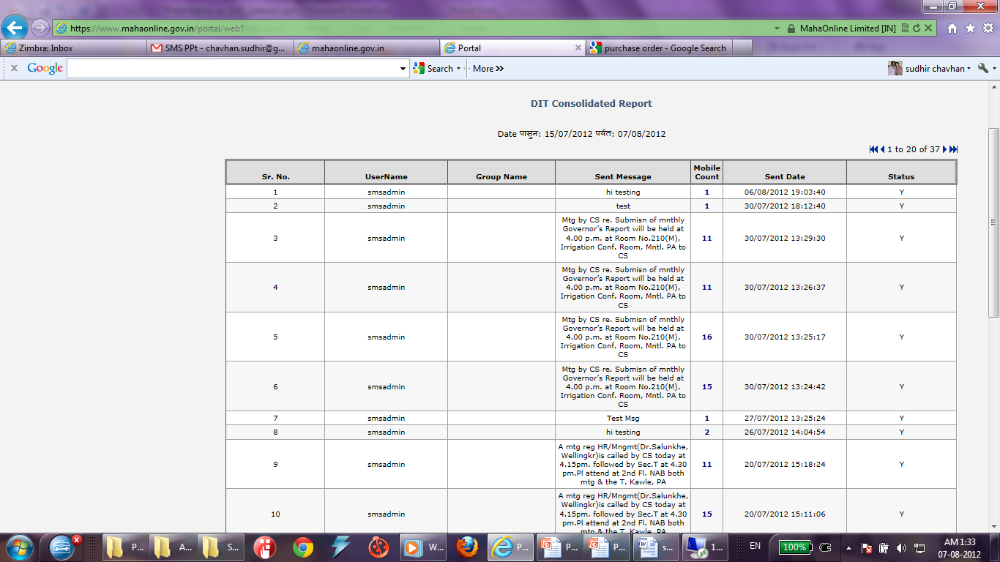 https://www.mahaonline.gov.in/portal/web?
MahaOnline Limited [IN]
Zimbra: Inbox
SMS PPt - chavhan.sudhir@g...
mahaonline.gov.in
Portal
purchase order - Google Search
Google
Search
More »
sudhir chavhan
DIT Consolidated Report
Date पासुन: 15/07/2012 पर्यंत: 07/08/2012
1 to 20 of 37
Sr. No. UserName Group Name Sent Message Mobile Count Sent Date Status
1 smsadmin hi testing 1 06/08/2012 19:03:40 Y
2 smsadmin test 1 30/07/2012 18:12:40 Y
Mtg by CS re. Submisn of mnthly
Governor's Report will be held at
3 smsadmin 4.00 p.m. at Room No.210(M), 11 30/07/2012 13:29:30 Y
Irrigation Conf. Room, Mntl. PA to
CS
Mtg by CS re. Submisn of mnthly
Governor's Report will be held at
4 smsadmin 4.00 p.m. at Room No.210(M), 11 30/07/2012 13:26:37 Y
Irrigation Conf. Room, Mntl. PA to
CS
Mtg by CS re. Submisn of mnthly
Governor's Report will be held at
5 smsadmin 4.00 p.m. at Room No.210(M), 16 30/07/2012 13:25:17 Y
Irrigation Conf. Room, Mntl. PA to
CS
Mtg by CS re. Submisn of mnthly
Governor's Report will be held at
6 smsadmin 4.00 p.m. at Room No.210(M), 15 30/07/2012 13:24:42 Y
Irrigation Conf. Room, Mntl. PA to
CS
7 smsadmin Test Msg 1 27/07/2012 13:25:24 Y
8 smsadmin hi testing 2 26/07/2012 14:04:54 Y
A mtg reg HR/Mngmt(Dr.Salunkhe,
Wellingkr)is called by CS today at
9 smsadmin 4.15pm. followed by Sec.T at 4.30 11 20/07/2012 15:18:24 Y
pm.Pl attend at 2nd Fl. NAB both
mtg & the T. Kawle, PA
A mtg reg HR/Mngmt(Dr.Salunkhe,
Wellingkr)is called by CS today at
10 smsadmin 4.15pm. followed by Sec.T at 4.30 15 20/07/2012 15:11:06 Y
pm.Pl attend at 2nd Fl. NAB both
mtg & the T. Kawle, PA
P... A... S... W... P... P... P... s... 1... EN 100% AM 1:33
07-08-2012